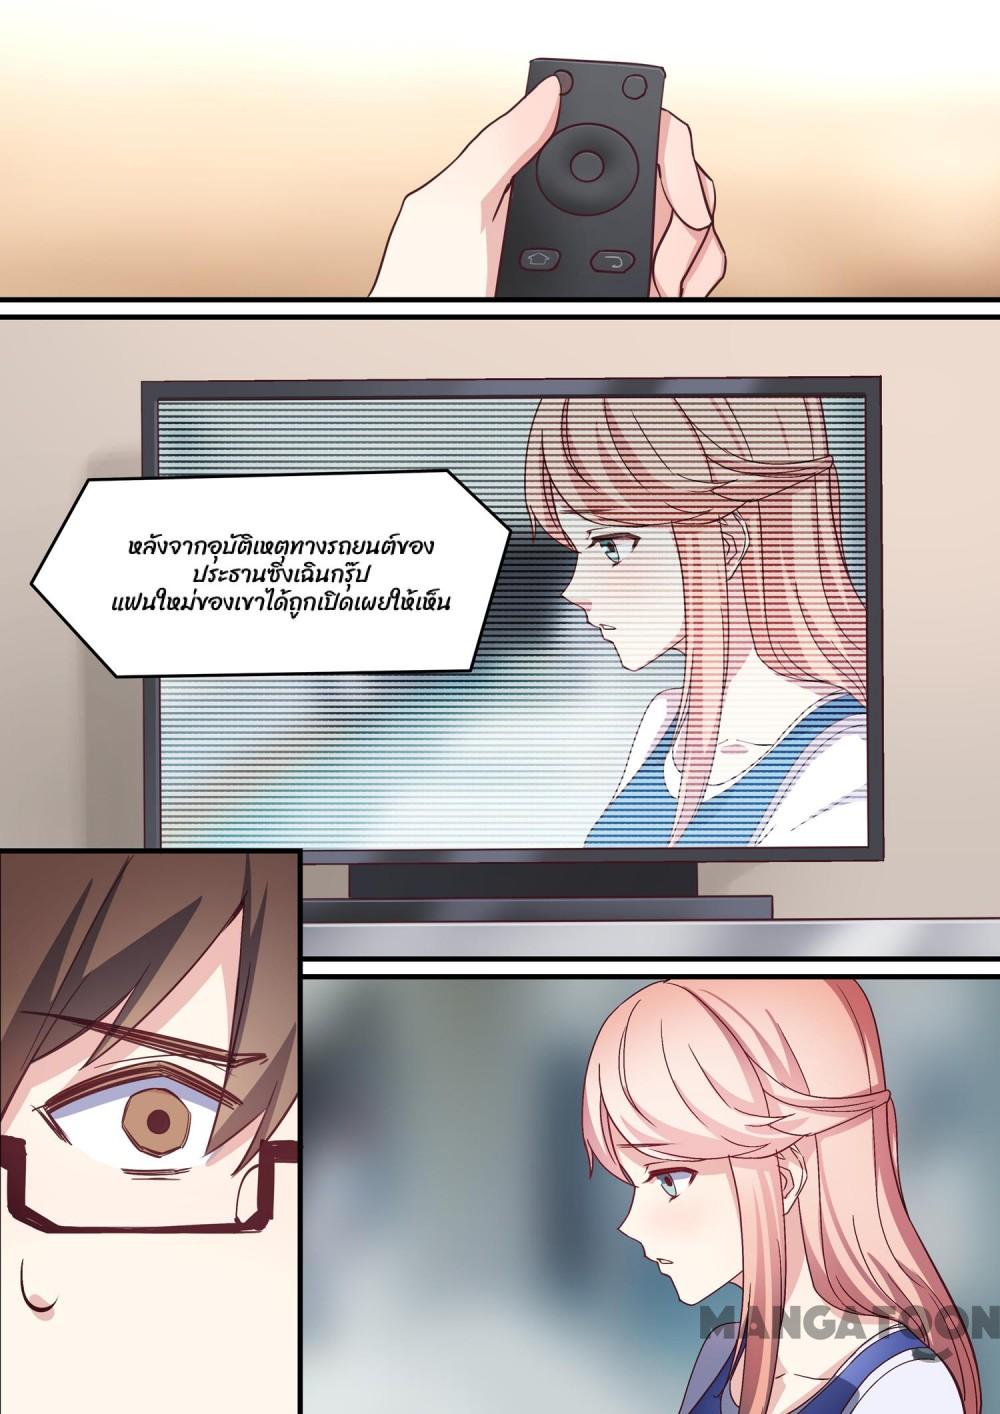 หลังจากอุบัติเหตุทางรถยนต์ของ
ประธานซิ่งเฉินกรุ๊ป
แฟนใหม่ของเขาได้ถูกเปิดเผยให้เห็น
MANGATOON